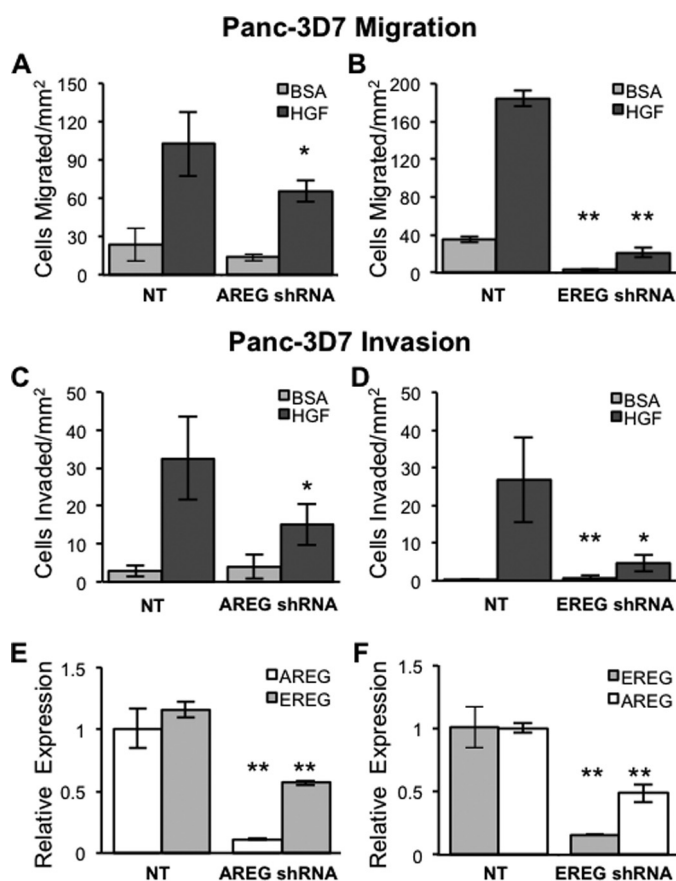 Panc-3D7 Migration
A
150
120
90
60
30
0
Cells Migrated/mm²
BSA
HGF
*
NT
AREG shRNA
B
200
160
120
80
40
0
Cells Migrated/mm²
BSA
HGF
**
**
NT
EREG shRNA
Panc-3D7 Invasion
C
50
40
30
20
10
0
Cells Invaded/mm²
BSA
HGF
*
NT
AREG shRNA
D
50
40
30
20
10
0
Cells Invaded/mm²
BSA
HGF
**
*
NT
EREG shRNA
E
1.5
1
0.5
0
Relative Expression
AREG
EREG
**
**
NT
AREG shRNA
F
1.5
1
0.5
0
Relative Expression
EREG
AREG
**
**
NT
EREG shRNA